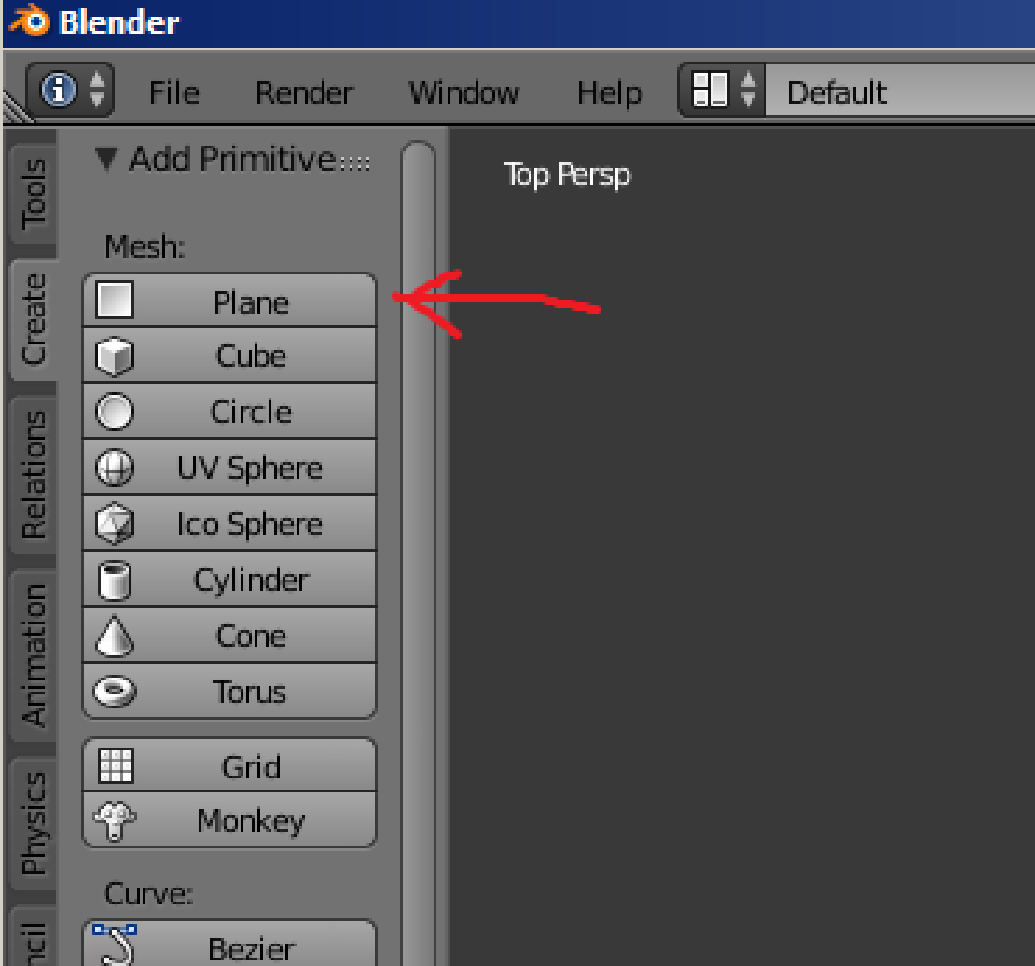 Blender
File Render Window Help Default
Tools
Create
Relations
Animation
Physics
Add Primitive
Top Persp
Mesh:
Plane
Cube
Circle
UV Sphere
Ico Sphere
Cylinder
Cone
Torus
Grid
Monkey
Curve:
Bezier